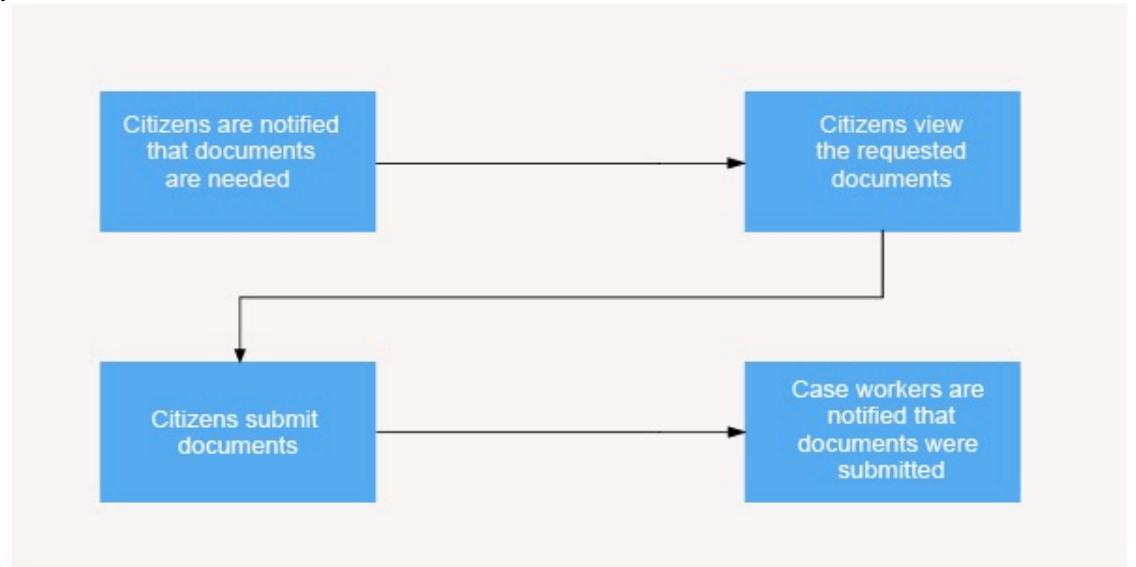 Citizens are notified
that documents
are needed
Citizens view
the requested
documents
Citizens submit
documents
Case workers are
notified that
documents were
submitted